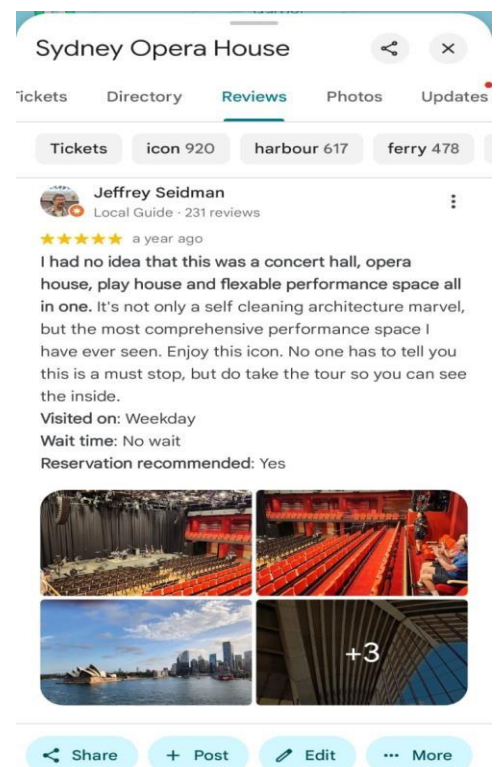 Sydney Opera House
Tickets Directory Reviews Photos Updates
Tickets icon 920 harbour 617 ferry 478
Jeffrey Seidman
Local Guide · 231 reviews
a year ago
I had no idea that this was a concert hall, opera
house, play house and flexable performance space all
in one. It's not only a self cleaning architecture marvel,
but the most comprehensive performance space I
have ever seen. Enjoy this icon. No one has to tell you
this is a must stop, but do take the tour so you can see
the inside.
Visited on: Weekday
Wait time: No wait
Reservation recommended: Yes
+3
Share + Post Edit ··· More